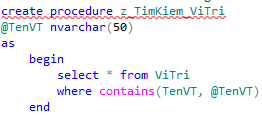 create procedure z_TimKiem_ViTri
@TenVT nvarchar(50)
as
begin
select * from ViTri
where contains(TenVT, @TenVT)
end